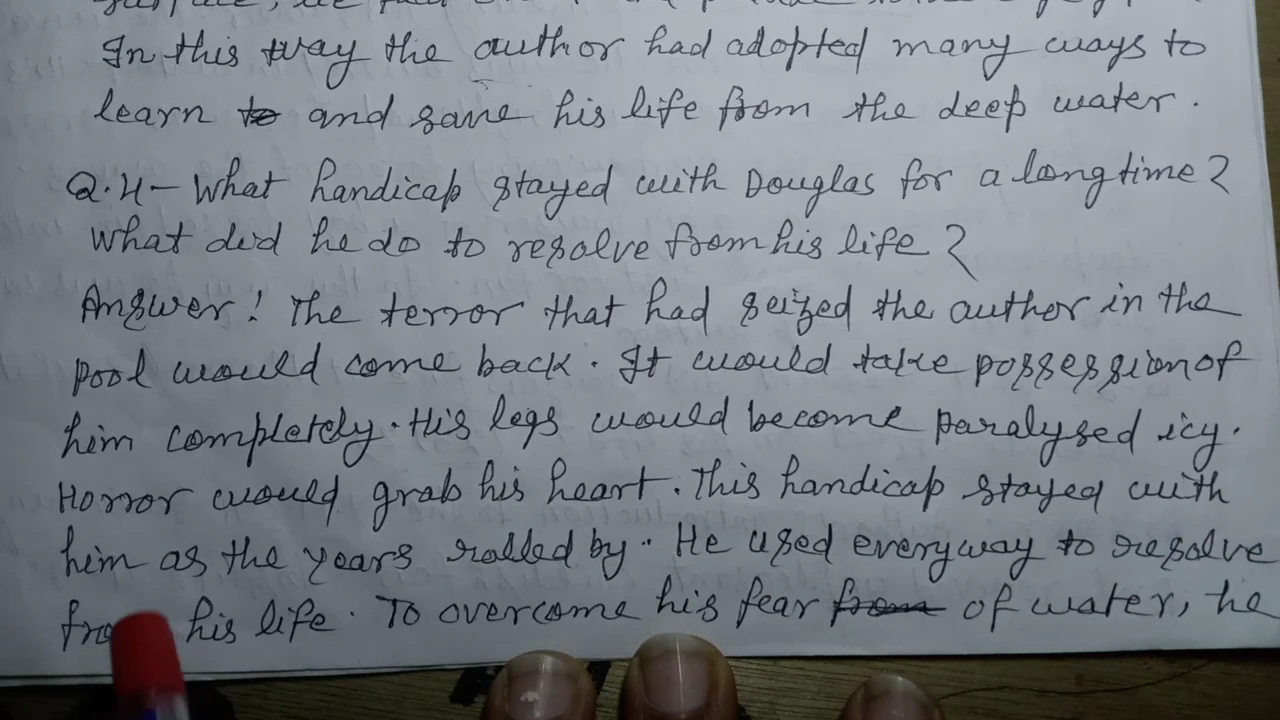 In this way the author had adopted many ways to
learn to and save his life from the deep water.
Q.4- What handicap stayed with Douglas for a long time?
What did he do to resolve from his life?
Answer: The terror that had seized the author in the
pool would come back. It would take possession of
him completely. His legs would become paralysed icy.
Horror would grab his heart. This handicap stayed with
him as the years rolled by. He used everyway to resolve
from his life. To overcome his fear from of water, he